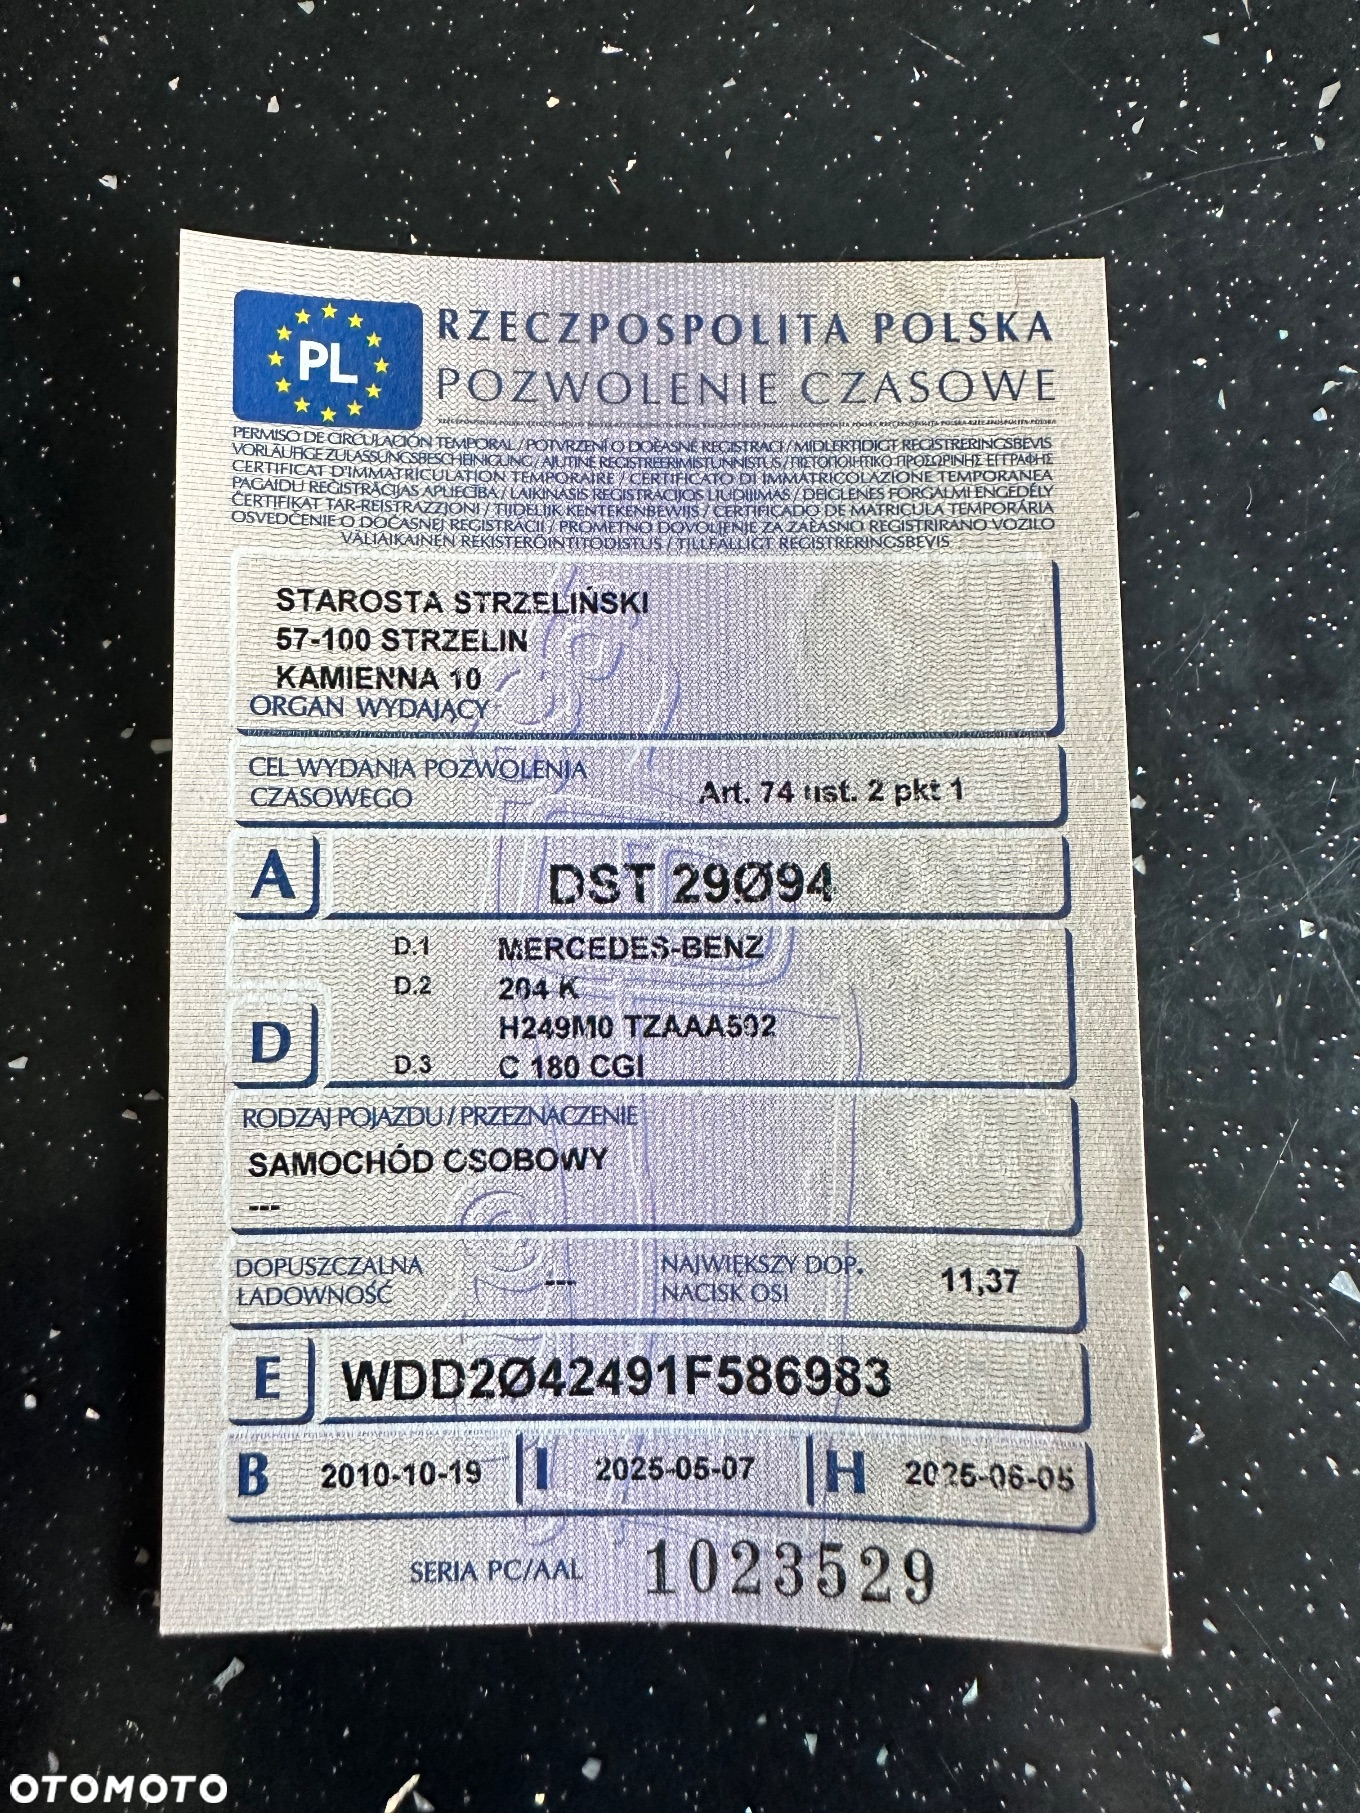 PL
RZECZPOSPOLITA POLSKA
POZWOLENIE CZASOWE
PERMISO DE CIRCULACIÓN TEMPORAL / POTVRZENÍ O DOČASNÉ REGISTRACI / MIDLERTIDIGT REGISTRERINGSBEVIS
VORLÄUFIGE ZULASSUNGSBESCHEINIGUNG / AJUTINE REGISTREERIMISTUNNISTUS / ΠΙΣΤΟΠΟΙΗΤΙΚΟ ΠΡΟΣΩΡΙΝΗΣ ΕΓΓΡΑΦΗΣ
CERTIFICAT D'IMMATRICULATION TEMPORAIRE / CERTIFICATO DI IMMATRICOLAZIONE TEMPORANEA
PAGAIDU REĢISTRĀCIJAS APLIECĪBA / LAIKINASIS REGISTRACIJOS LIUDIJIMAS / IDEIGLENES FORGALMI ENGEDÉLY
ĊERTIFIKAT TAR-REĠISTRAZZJONI / TIJDELIJK KENTEKENBEWIJS / CERTIFICADO DE MATRICULA TEMPORÁRIA
OSVEDČENIE O DOČASNEJ REGISTRÁCII / PROMETNO DOVOLJENJE ZA ZAČASNO REGISTRIRANO VOZILO
VÄLIAIKAINEN REKISTERÖINTITODISTUS / TILLFÄLLIGT REGISTRERINGSBEVIS
STAROSTA STRZELIŃSKI
57-100 STRZELIN
KAMIENNA 10
ORGAN WYDAJĄCY
CEL WYDANIA POZWOLENIA
CZASOWEGO Art. 74 ust. 2 pkt 1
A DST 29Ø94
D.1 MERCEDES-BENZ
D.2 204 K
H249M0 TZAAA502
D D.3 C 180 CGI
RODZAJ POJAZDU / PRZEZNACZENIE
SAMOCHÓD OSOBOWY
---
DOPUSZCZALNA ŁADOWNOŚĆ --- NAJWIĘKSZY DOP. NACISK OSI 11,37
E WDD2Ø42491F586983
B 2010-10-19 I 2025-05-07 H 2025-06-05
SERIA PC/AAL 1023529
OTOMOTO